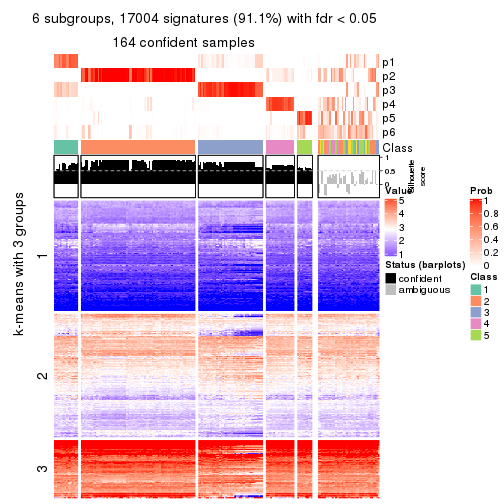 6 subgroups, 17004 signatures (91.1%) with fdr < 0.05
164 confident samples
p1
p2
p3
p4
p5
p6
Class
1
0.5
0
Silhouette
score
k-means with 3 groups
1
2
3
Value
5
4
3
2
1
Status (barplots)
confident
ambiguous
Prob
1
0.8
0.6
0.4
0.2
0
Class
1
2
3
4
5